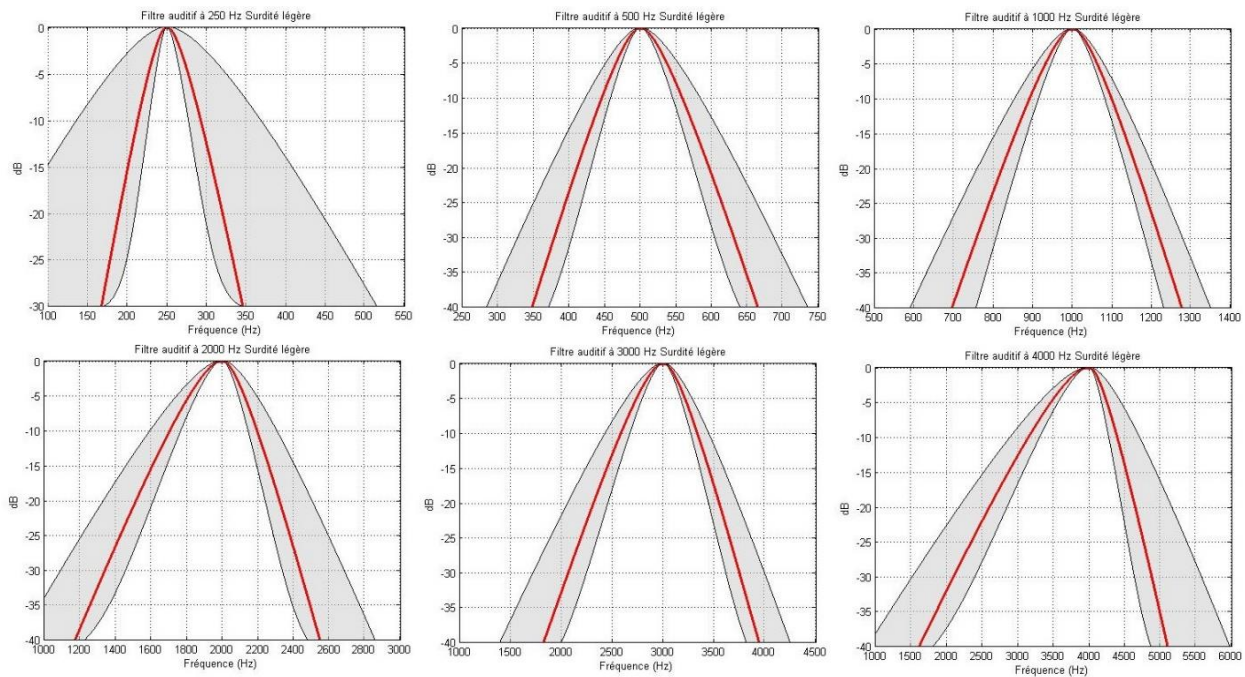 Filtre auditif à 250 Hz Surdité légère
0
-5
-10
-15
-20
-25
-30
dB
100 150 200 250 300 350 400 450 500 550
Fréquence (Hz)
Filtre auditif à 500 Hz Surdité légère
0
-5
-10
-15
-20
-25
-30
-35
-40
dB
250 300 350 400 450 500 550 600 650 700 750
Fréquence (Hz)
Filtre auditif à 1000 Hz Surdité légère
0
-5
-10
-15
-20
-25
-30
-35
-40
dB
500 600 700 800 900 1000 1100 1200 1300 1400
Fréquence (Hz)
Filtre auditif à 2000 Hz Surdité légère
0
-5
-10
-15
-20
-25
-30
-35
-40
dB
1000 1200 1400 1600 1800 2000 2200 2400 2600 2800 3000
Fréquence (Hz)
Filtre auditif à 3000 Hz Surdité légère
0
-5
-10
-15
-20
-25
-30
-35
-40
dB
1000 1500 2000 2500 3000 3500 4000 4500
Fréquence (Hz)
Filtre auditif à 4000 Hz Surdité légère
0
-5
-10
-15
-20
-25
-30
-35
-40
dB
1000 1500 2000 2500 3000 3500 4000 4500 5000 5500 6000
Fréquence (Hz)